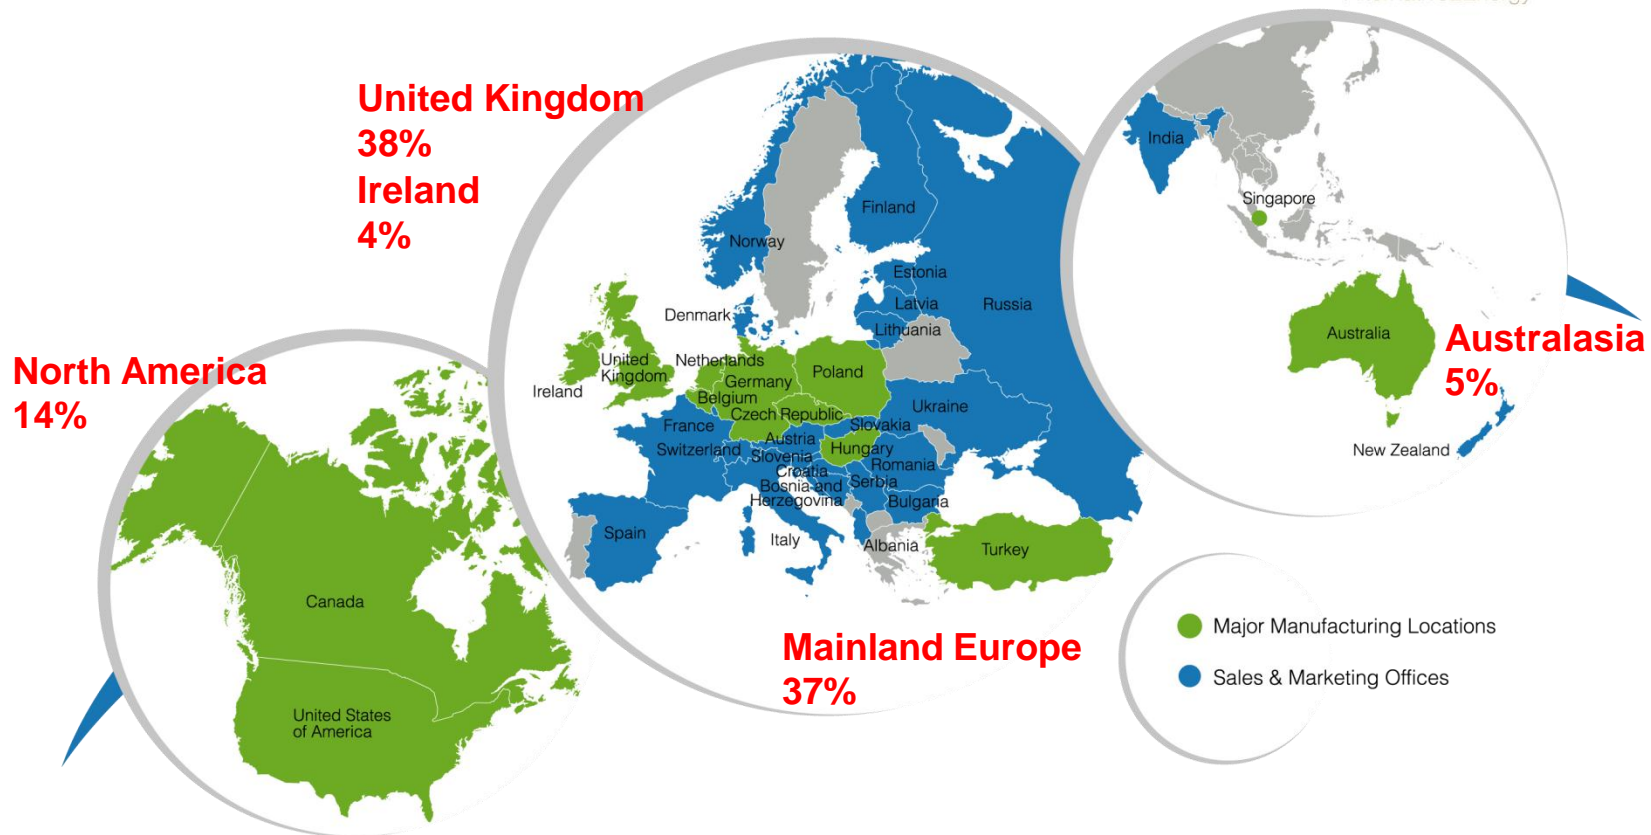 United Kingdom
38%
Ireland
4%
North America
14%
Mainland Europe
37%
Australasia
5%
Canada
United States
of America
Norway
Finland
Estonia
Latvia
Lithuania
Russia
Denmark
United
Kingdom
Ireland
Netherlands
Germany
Belgium
Poland
Czech Republic
France
Switzerland
Austria
Slovakia
Ukraine
Slovenia
Hungary
Croatia
Romania
Bosnia and
Herzegovina
Serbia
Bulgaria
Spain
Italy
Albania
Turkey
India
Singapore
Australia
New Zealand
Major Manufacturing Locations
Sales & Marketing Offices